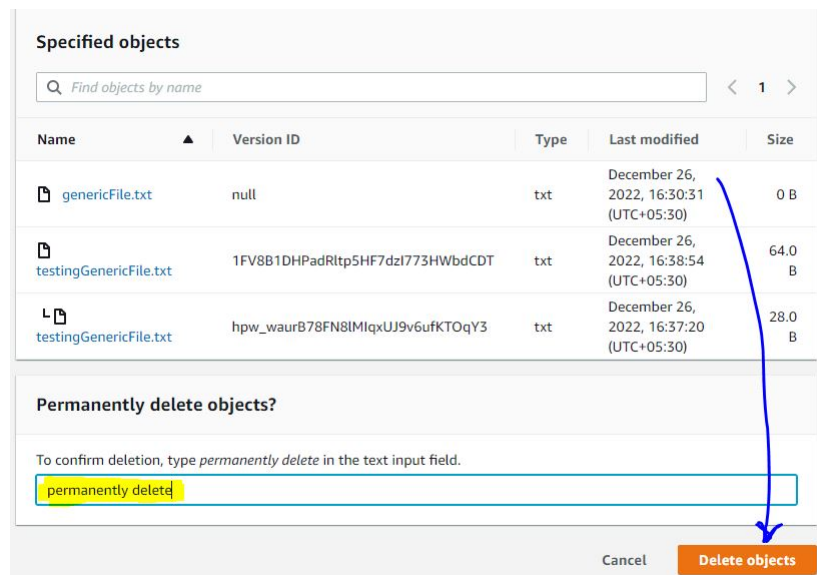 Specified objects
Find objects by name
1
Name Version ID Type Last modified Size
genericFile.txt null txt December 26, 2022, 16:30:31 (UTC+05:30) 0 B
testingGenericFile.txt 1FV8B1DHPadRltp5HF7dzI773HWbdCDT txt December 26, 2022, 16:38:54 (UTC+05:30) 64.0 B
testingGenericFile.txt hpw_waurB78FN8lMIqxUJ9v6ufKTOqY3 txt December 26, 2022, 16:37:20 (UTC+05:30) 28.0 B
Permanently delete objects?
To confirm deletion, type permanently delete in the text input field.
permanently delete
Cancel Delete objects